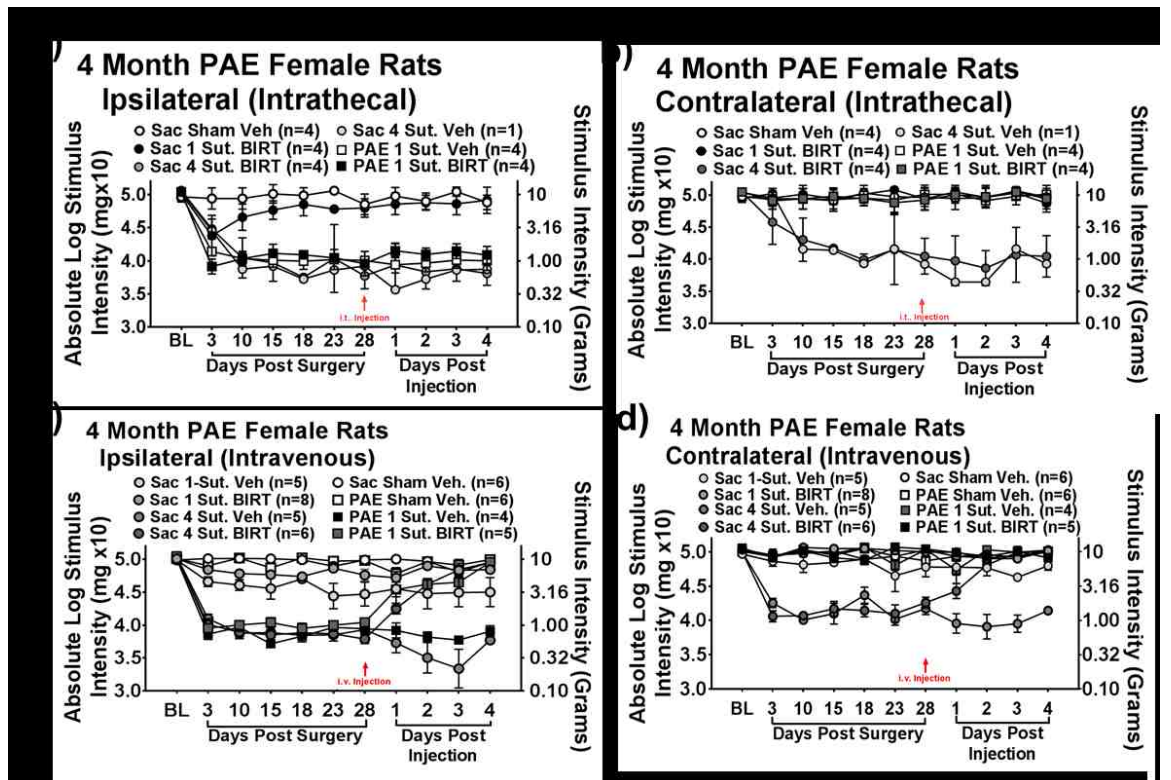 )
4 Month PAE Female Rats
Ipsilateral (Intrathecal)
Sac Sham Veh (n=4) Sac 4 Sut. Veh (n=1)
Sac 1 Sut. BIRT (n=4) PAE 1 Sut. Veh (n=4)
Sac 4 Sut. BIRT (n=4) PAE 1 Sut. BIRT (n=4)
Absolute Log Stimulus
Intensity (mgx10)
5.0
4.5
4.0
3.5
3.0
10
3.16
1.00
0.32
0.10
Stimulus Intensity (Grams)
i.t.. Injection
BL 3 10 15 18 23 28 1 2 3 4
Days Post Surgery Days Post
Injection
b)
4 Month PAE Female Rats
Contralateral (Intrathecal)
Sac Sham Veh (n=4) Sac 4 Sut. Veh (n=1)
Sac 1 Sut. BIRT (n=4) PAE 1 Sut. Veh (n=4)
Sac 4 Sut. BIRT (n=4) PAE 1 Sut. BIRT (n=4)
Absolute Log Stimulus
Intensity (mg x10)
5.0
4.5
4.0
3.5
3.0
10
3.16
1.00
0.32
0.10
Stimulus Intensity (Grams)
i.t.. Injection
BL 3 10 15 18 23 28 1 2 3 4
Days Post Surgery Days Post
Injection
)
4 Month PAE Female Rats
Ipsilateral (Intravenous)
Sac 1-Sut. Veh (n=5) Sac Sham Veh. (n=6)
Sac 1 Sut. BIRT (n=8) PAE Sham Veh. (n=6)
Sac 4 Sut. Veh (n=5) PAE 1 Sut. Veh. (n=4)
Sac 4 Sut. BIRT (n=6) PAE 1 Sut. BIRT (n=5)
Absolute Log Stimulus
Intensity (mg x10)
5.0
4.5
4.0
3.5
3.0
10
3.16
1.00
0.32
0.10
Stimulus Intensity (Grams)
i.v. Injection
BL 3 10 15 18 23 28 1 2 3 4
Days Post Surgery Days Post
Injection
d)
4 Month PAE Female Rats
Contralateral (Intravenous)
Sac 1-Sut. Veh (n=5) Sac Sham Veh. (n=6)
Sac 1 Sut. BIRT (n=8) PAE Sham Veh. (n=6)
Sac 4 Sut. Veh. (n=5) PAE 1 Sut. Veh. (n=4)
Sac 4 Sut. BIRT (n=6) PAE 1 Sut. BIRT (n=5)
Absolute Log Stimulus
Intensity (mg x10)
5.0
4.5
4.0
3.5
3.0
10
3.16
1.00
0.32
0.10
Stimulus Intensity (Grams)
i.v. Injection
BL 3 10 15 18 23 28 1 2 3 4
Days Post Surgery Days Post
Injection